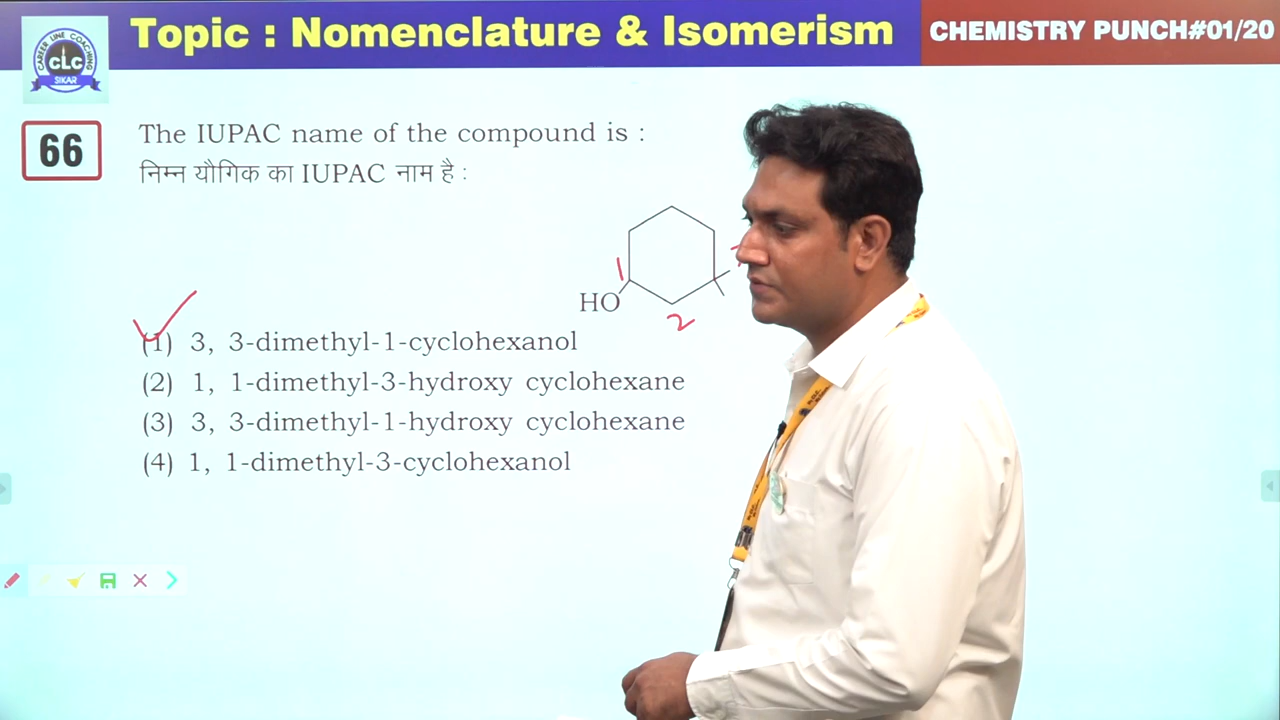 Topic : Nomenclature & Isomerism
CHEMISTRY PUNCH#01/20
CAREER LINE COACHING
CLC
SIKAR
66
The IUPAC name of the compound is :
निम्न यौगिक का IUPAC नाम है :
1
HO
2
(1) 3, 3-dimethyl-1-cyclohexanol
(2) 1, 1-dimethyl-3-hydroxy cyclohexane
(3) 3, 3-dimethyl-1-hydroxy cyclohexane
(4) 1, 1-dimethyl-3-cyclohexanol